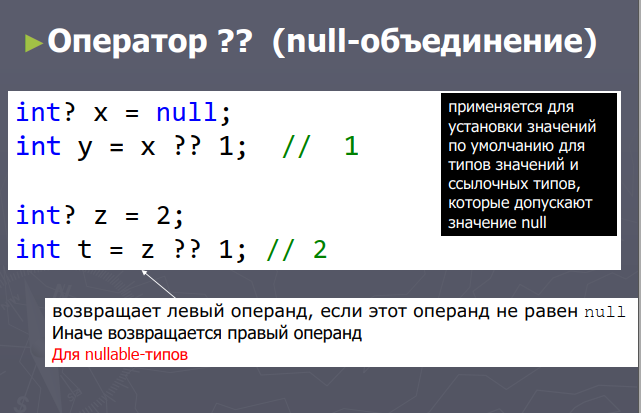 ►Оператор ?? (null-объединение)
int? x = null;
int y = x ?? 1;  //  1
int? z = 2;
int t = z ?? 1; // 2
применяется для
установки значений
по умолчанию для
типов значений и
ссылочных типов,
которые допускают
значение null
возвращает левый операнд, если этот операнд не равен null
Иначе возвращается правый операнд
Для nullable-типов